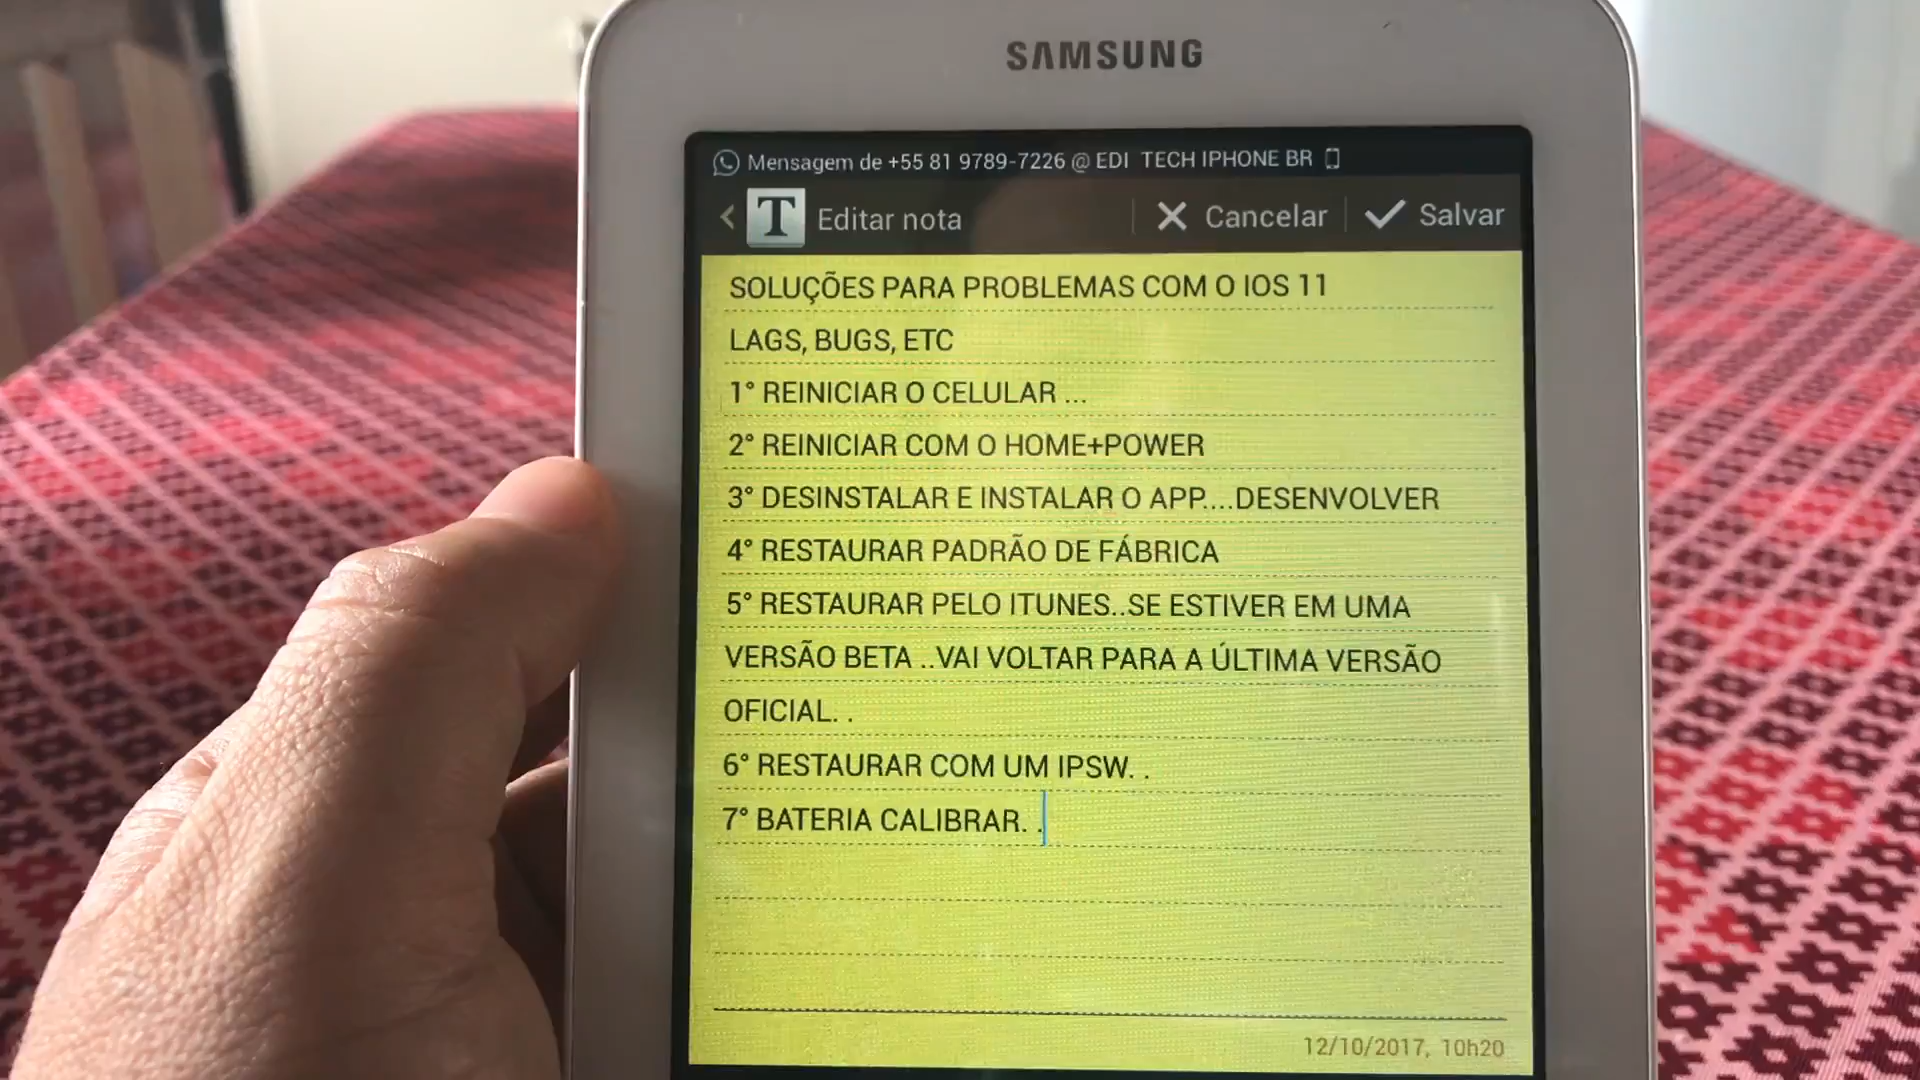 SAMSUNG
Mensagem de +55 81 9789-7226 @ EDI TECH IPHONE BR
T Editar nota Cancelar Salvar
SOLUÇÕES PARA PROBLEMAS COM O IOS 11
LAGS, BUGS, ETC
1° REINICIAR O CELULAR ...
2° REINICIAR COM O HOME+POWER
3° DESINSTALAR E INSTALAR O APP....DESENVOLVER
4° RESTAURAR PADRÃO DE FÁBRICA
5° RESTAURAR PELO ITUNES..SE ESTIVER EM UMA
VERSÃO BETA ..VAI VOLTAR PARA A ÚLTIMA VERSÃO
OFICIAL. .
6° RESTAURAR COM UM IPSW. .
7° BATERIA CALIBRAR. .
12/10/2017, 10h20